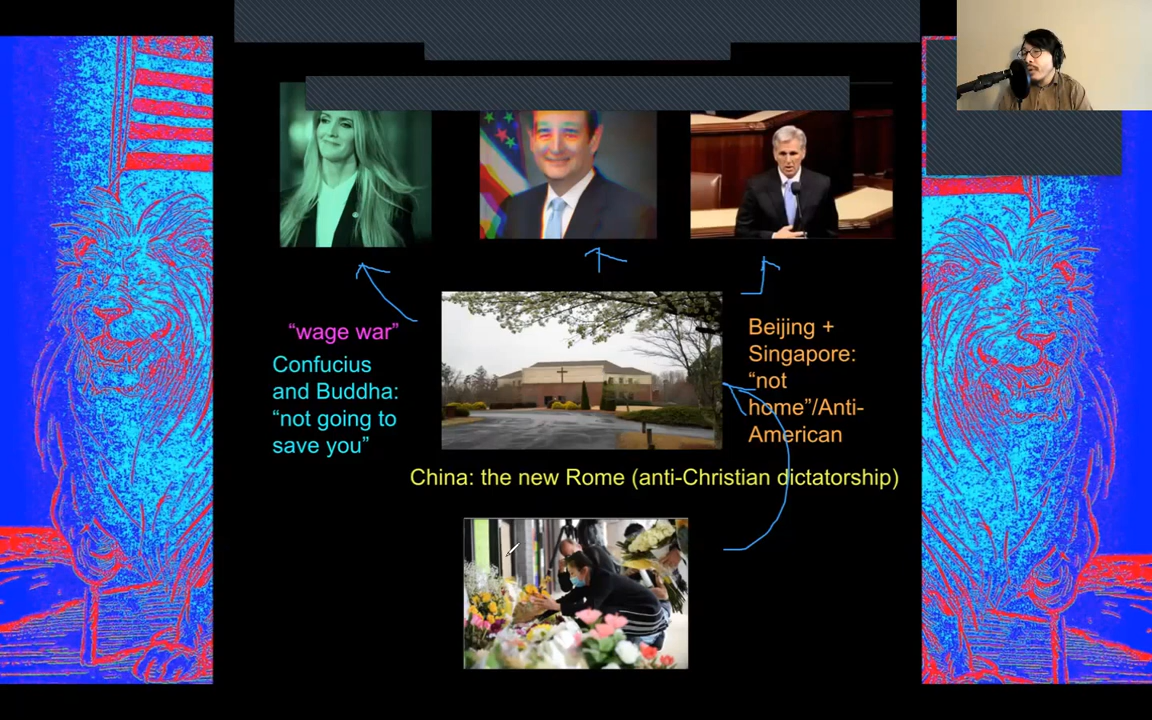 “wage war”
Confucius
and Buddha:
“not going to
save you”
Beijing +
Singapore:
“not
home”/Anti-
American
China: the new Rome (anti-Christian dictatorship)